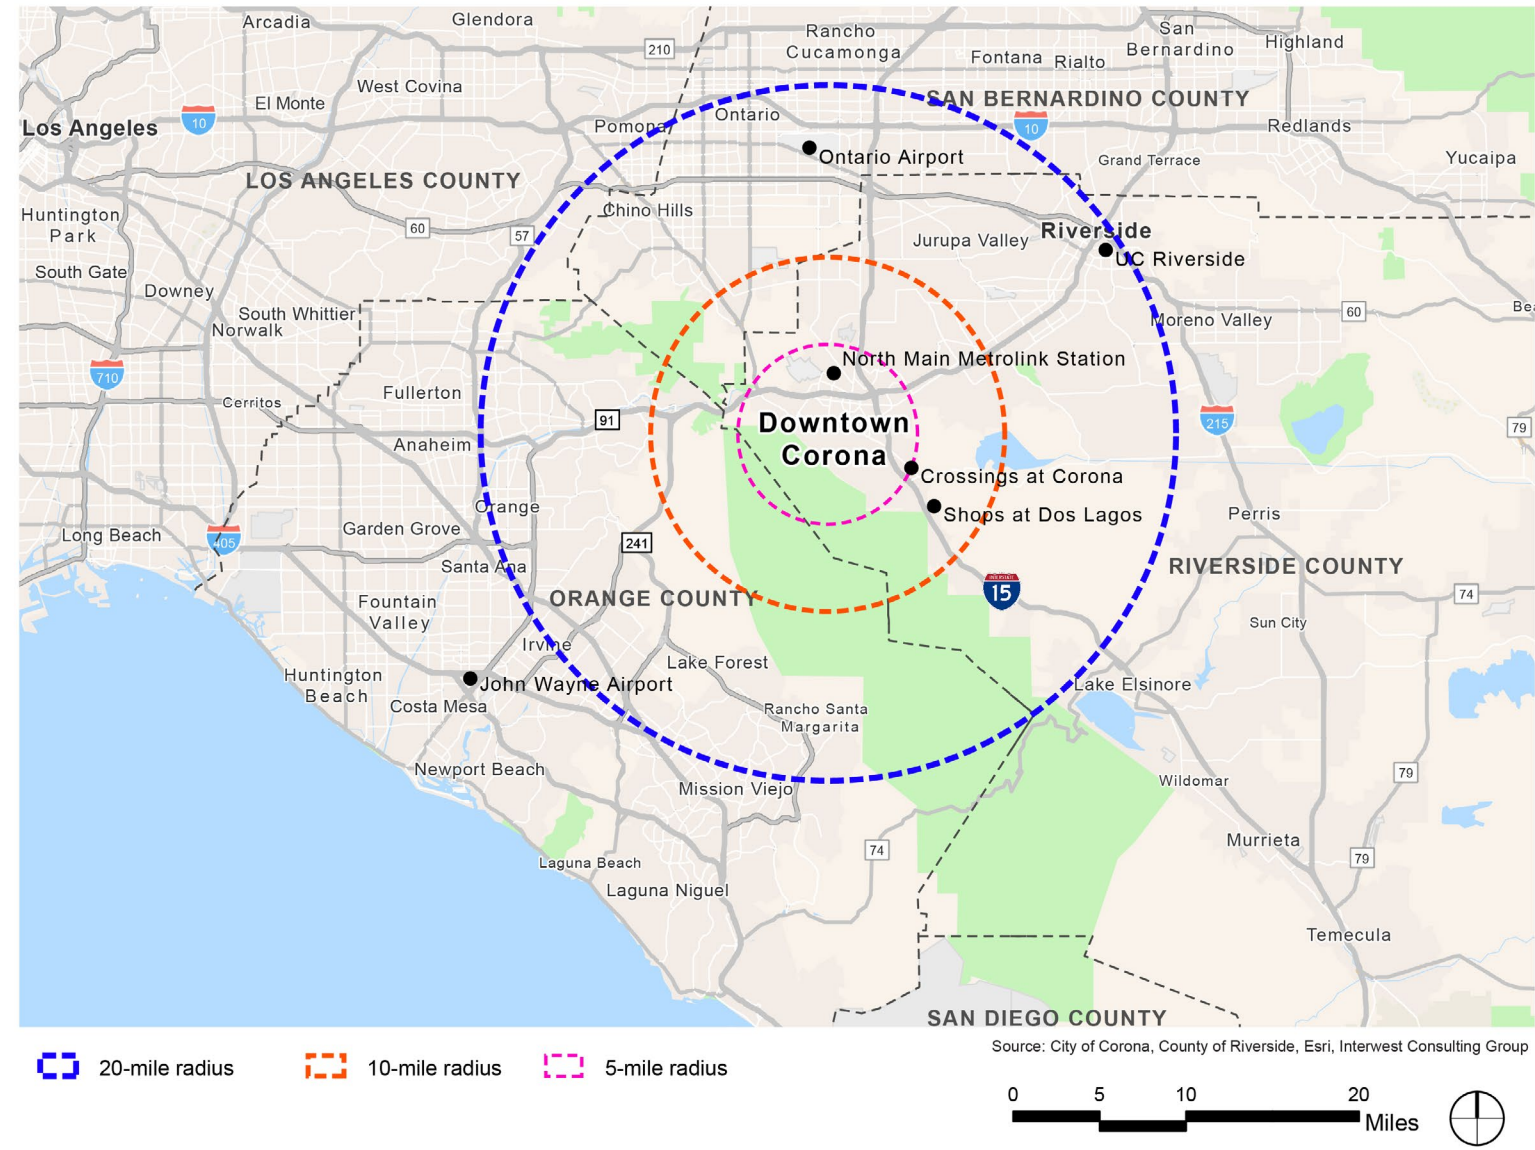 Arcadia
Glendora
210
Rancho
Cucamonga
San
Bernardino
Highland
Fontana
Rialto
West Covina
El Monte
SAN BERNARDINO COUNTY
Los Angeles
10
Pomona
Ontario
10
Redlands
Ontario Airport
Grand Terrace
Yucaipa
LOS ANGELES COUNTY
Huntington
Park
Chino Hills
60
57
Jurupa Valley
Riverside
UC Riverside
South Gate
Downey
South Whittier
Norwalk
Moreno Valley
60
Bea
North Main Metrolink Station
710
Fullerton
Cerritos
91
Downtown
Corona
215
79
Anaheim
Crossings at Corona
Orange
Shops at Dos Lagos
Perris
Long Beach
405
Garden Grove
241
Santa Ana
RIVERSIDE COUNTY
INTERSTATE
15
ORANGE COUNTY
74
Fountain
Valley
Sun City
Irvine
Lake Forest
Huntington
Beach
John Wayne Airport
Lake Elsinore
Costa Mesa
Rancho Santa
Margarita
Newport Beach
Mission Viejo
Wildomar
79
Murrieta
74
79
Laguna Beach
Laguna Niguel
Temecula
SAN DIEGO COUNTY
Source: City of Corona, County of Riverside, Esri, Interwest Consulting Group
20-mile radius
10-mile radius
5-mile radius
0 5 10 20
Miles